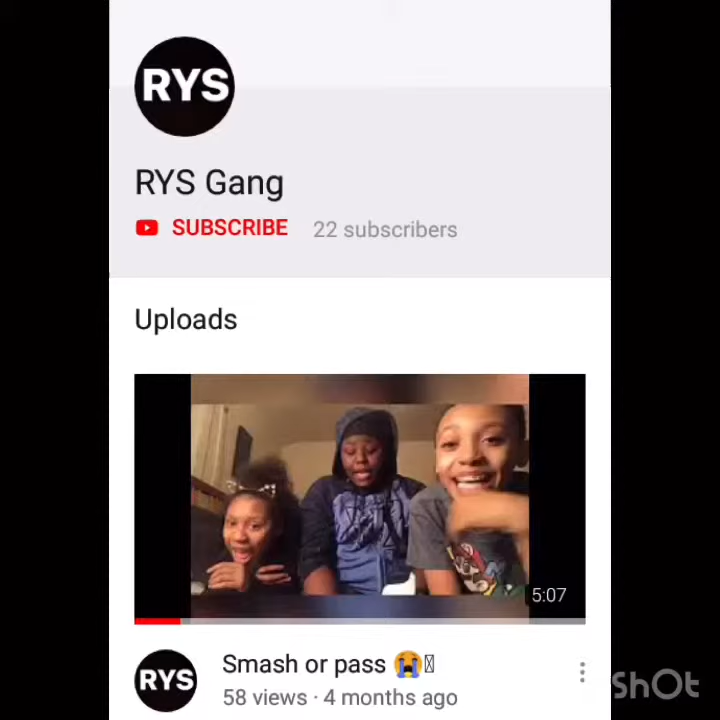 RYS
RYS Gang
SUBSCRIBE 22 subscribers
Uploads
5:07
RYS
Smash or pass 😭
58 views · 4 months ago
shOt